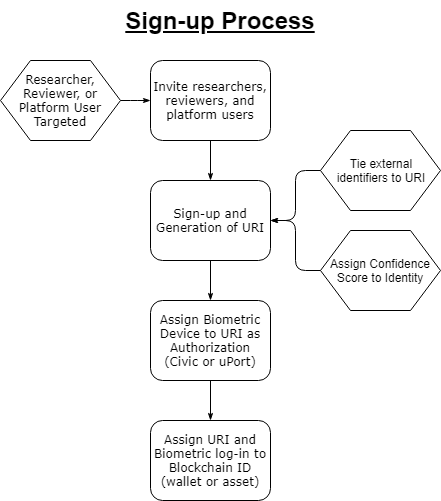 Sign-up Process
Researcher,
Reviewer, or
Platform User
Targeted
Invite researchers,
reviewers, and
platform users
Tie external
identifiers to URI
Sign-up and
Generation of URI
Assign Confidence
Score to Identity
Assign Biometric
Device to URI as
Authorization
(Civic or uPort)
Assign URI and
Biometric log-in to
Blockchain ID
(wallet or asset)